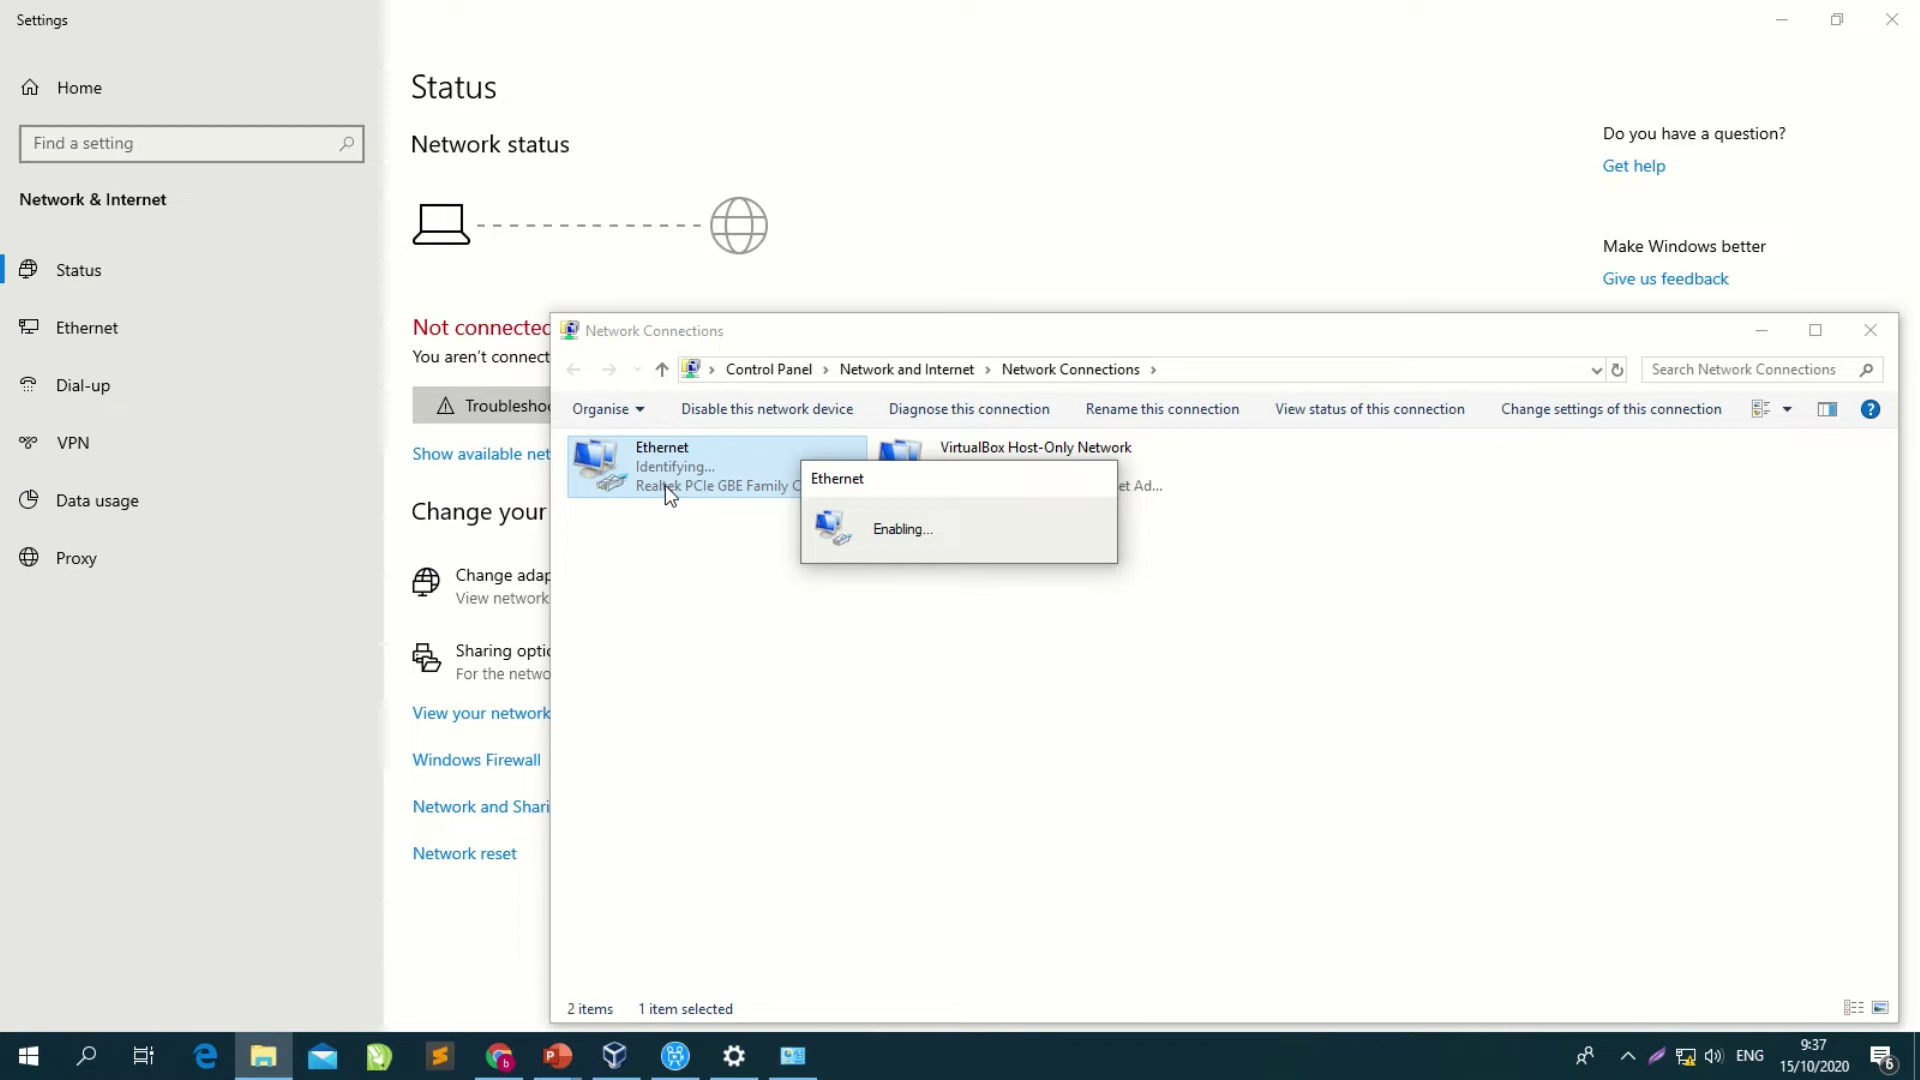 Settings
Home
Find a setting
Network & Internet
Status
Ethernet
Dial-up
VPN
Data usage
Proxy
Status
Network status
Not connected
You aren't connect
Troubleshoo
Show available net
Change your
Change adap
View network
Sharing optio
For the netwo
View your network
Windows Firewall
Network and Shari
Network reset
Do you have a question?
Get help
Make Windows better
Give us feedback
Network Connections
Control Panel > Network and Internet > Network Connections >
Search Network Connections
Organise Disable this network device Diagnose this connection Rename this connection View status of this connection Change settings of this connection
Ethernet
Identifying...
Realtek PCIe GBE Family C
VirtualBox Host-Only Network
et Ad...
Ethernet
Enabling...
2 items 1 item selected
ENG
9:37
15/10/2020
6